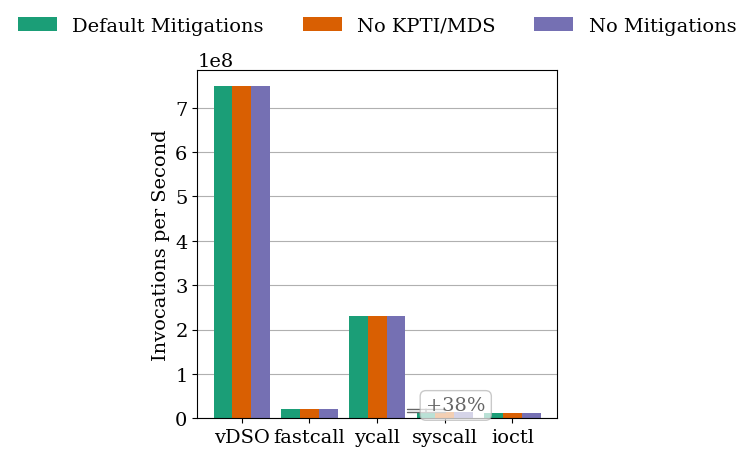 Default Mitigations No KPTI/MDS No Mitigations
1e8
Invocations per Second
7
6
5
4
3
2
1
0
+38%
vDSO fastcall ycall syscall ioctl